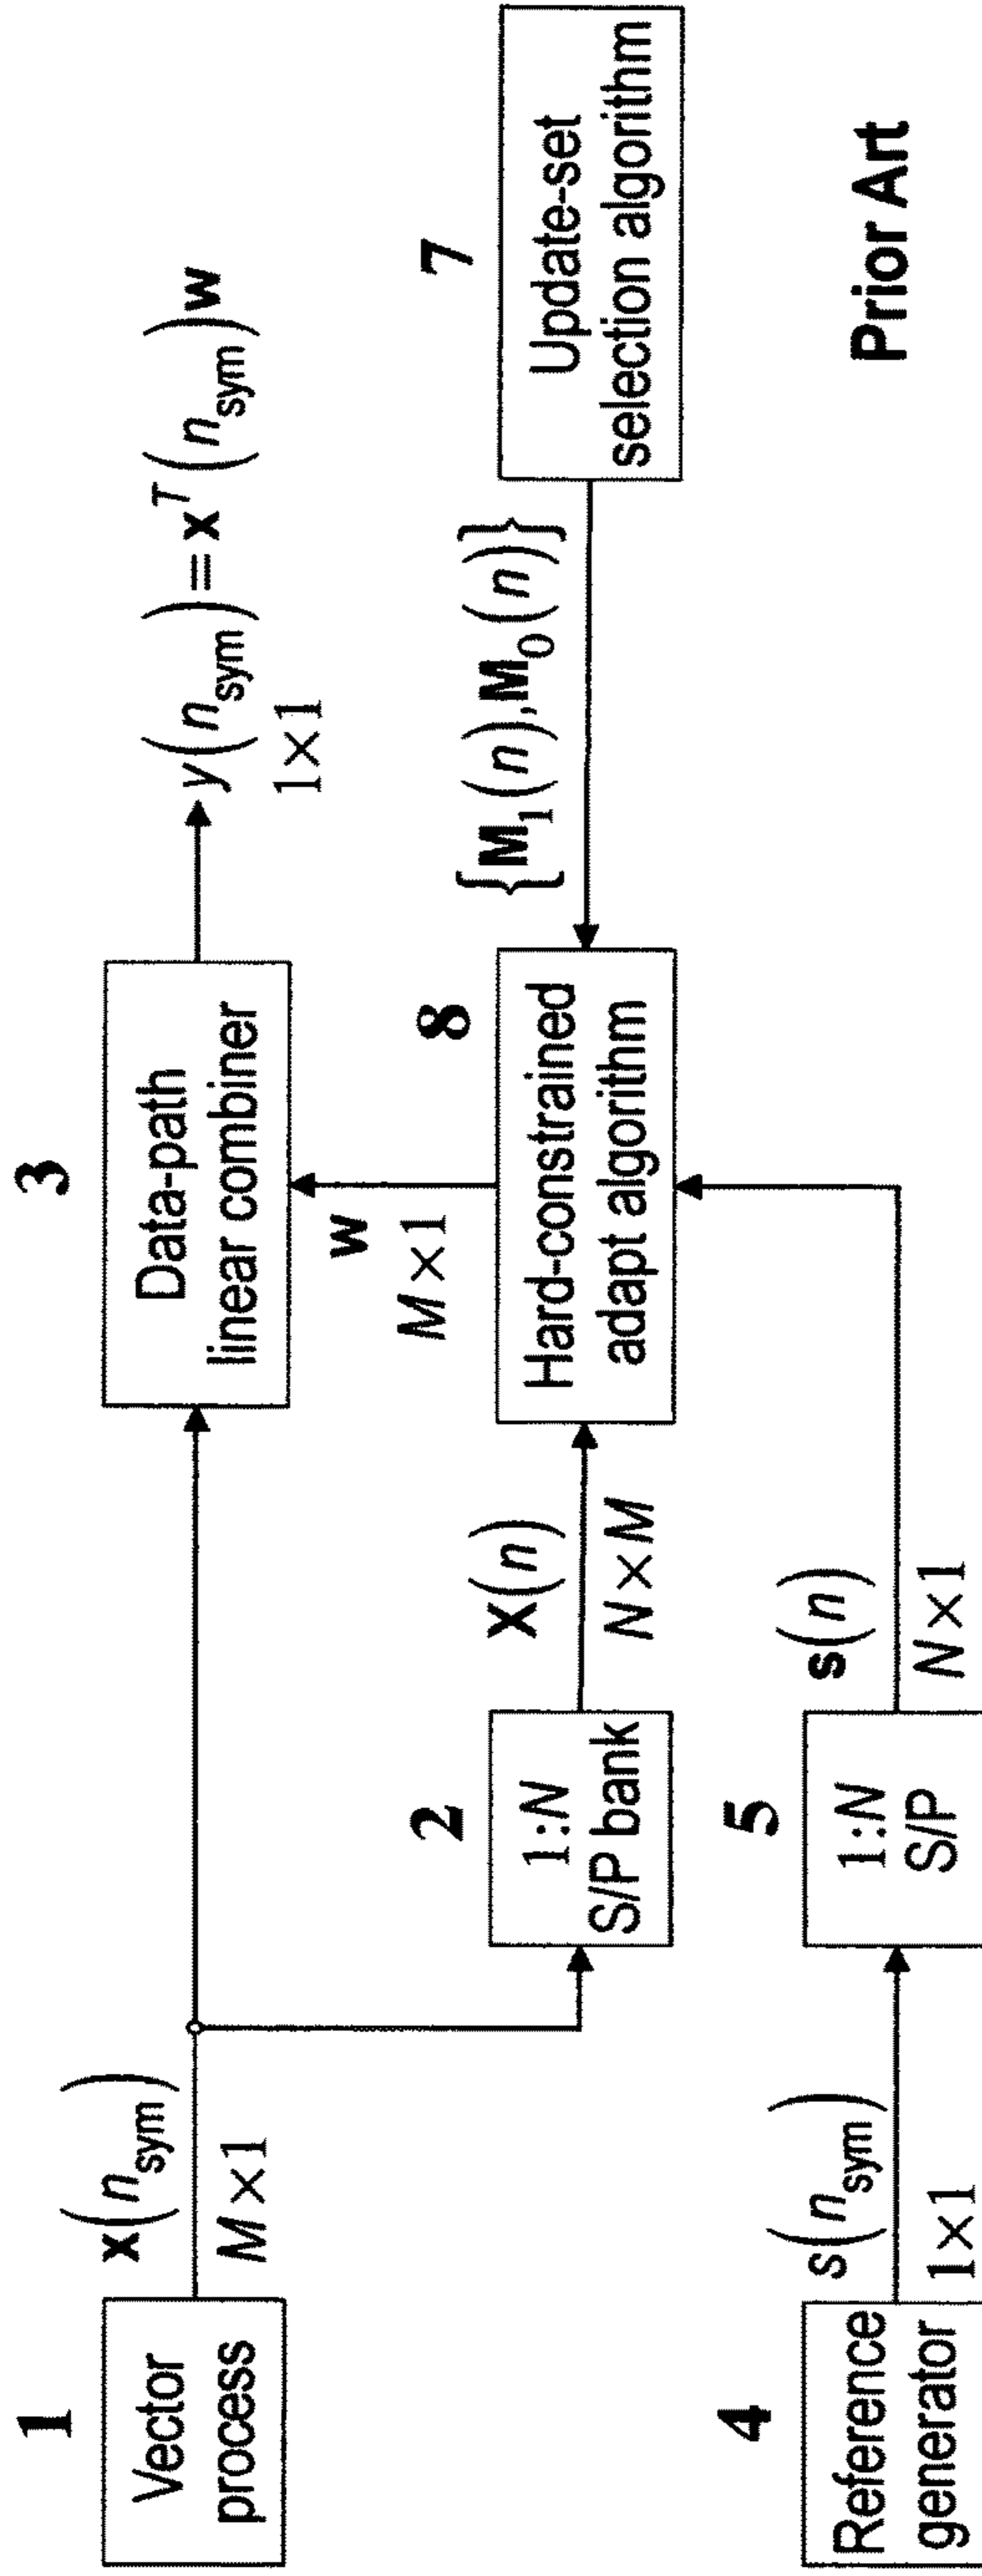 1
Vector
process
x(n_sym)
M×1
3
Data-path
linear combiner
y(n_sym)=x^T(n_sym)w
1×1
w
M×1
2
1:N
S/P bank
X(n)
N×M
8
Hard-constrained
adapt algorithm
{M_1(n),M_0(n)}
7
Update-set
selection algorithm
4
Reference
generator
s(n_sym)
1×1
5
1:N
S/P
s(n)
N×1
Prior Art